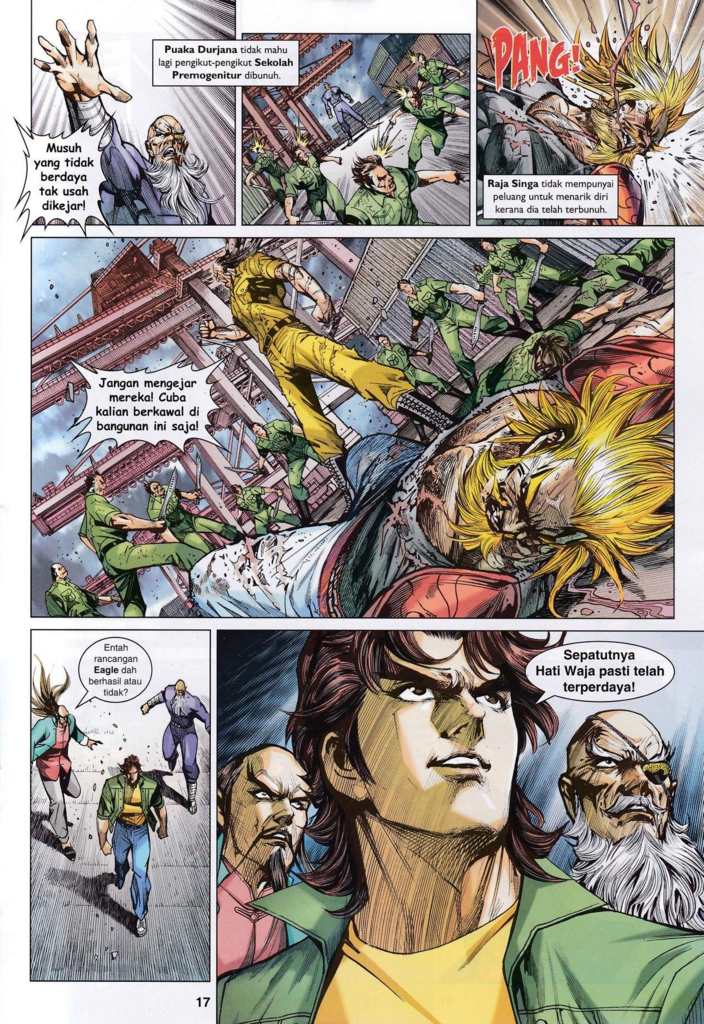 Puaka Durjana tidak mahu
lagi pengikut-pengikut Sekolah
Premogenitur dibunuh.
Musuh
yang tidak
berdaya
tak usah
dikejar!
PANG!
Raja Singa tidak mempunyai
peluang untuk menarik diri
kerana dia telah terbunuh.
Jangan mengejar
mereka! Cuba
kalian berkawal di
bangunan ini saja!
Entah
rancangan
Eagle dah
berhasil atau
tidak?
Sepatutnya
Hati Waja pasti telah
terperdaya!
17